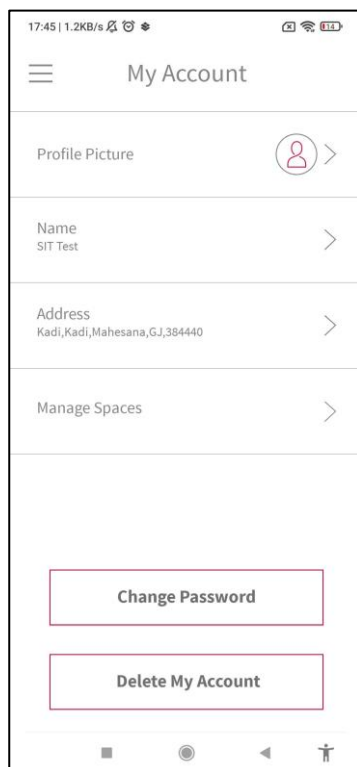 17:45 | 1.2KB/s
14
My Account
Profile Picture
Name
SIT Test
Address
Kadi,Kadi,Mahesana,GJ,384440
Manage Spaces
Change Password
Delete My Account